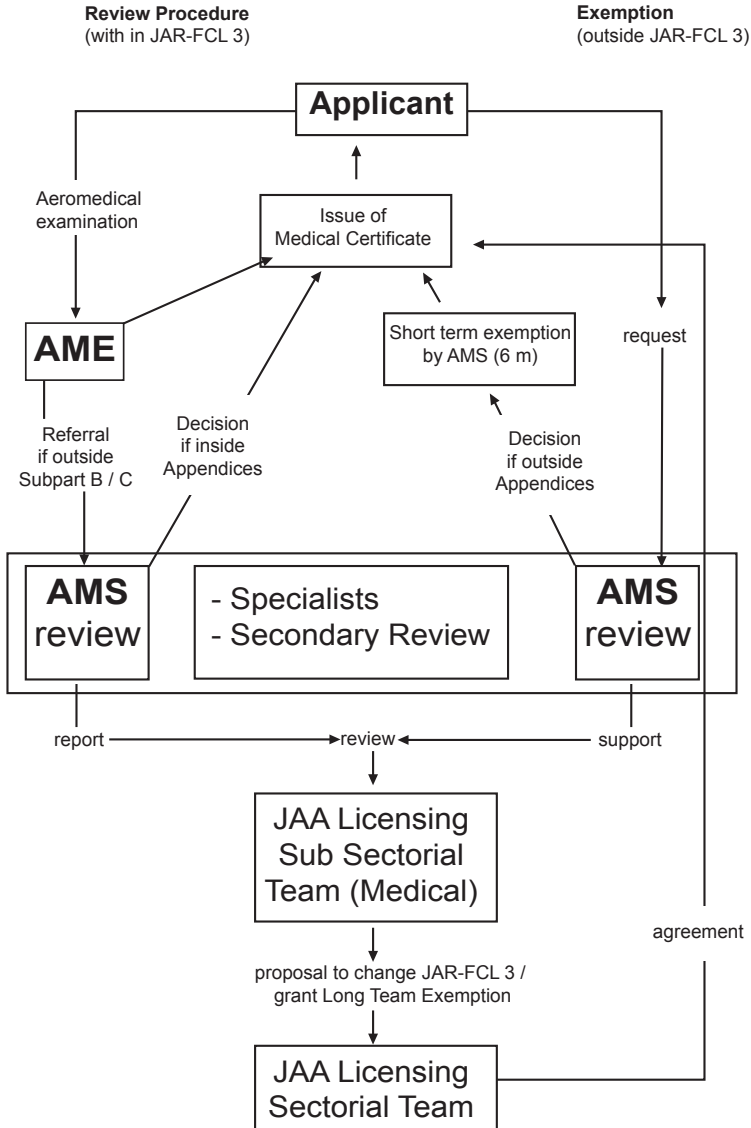 Review Procedure
(with in JAR-FCL 3)
Exemption
(outside JAR-FCL 3)
Applicant
Aeromedical
examination
Issue of
Medical Certificate
AME
Short term exemption
by AMS (6 m)
request
Referral
if outside
Subpart B / C
Decision
if inside
Appendices
Decision
if outside
Appendices
AMS
review
- Specialists
- Secondary Review
AMS
review
report
review
support
JAA Licensing
Sub Sectorial
Team (Medical)
agreement
proposal to change JAR-FCL 3 /
grant Long Team Exemption
JAA Licensing
Sectorial Team